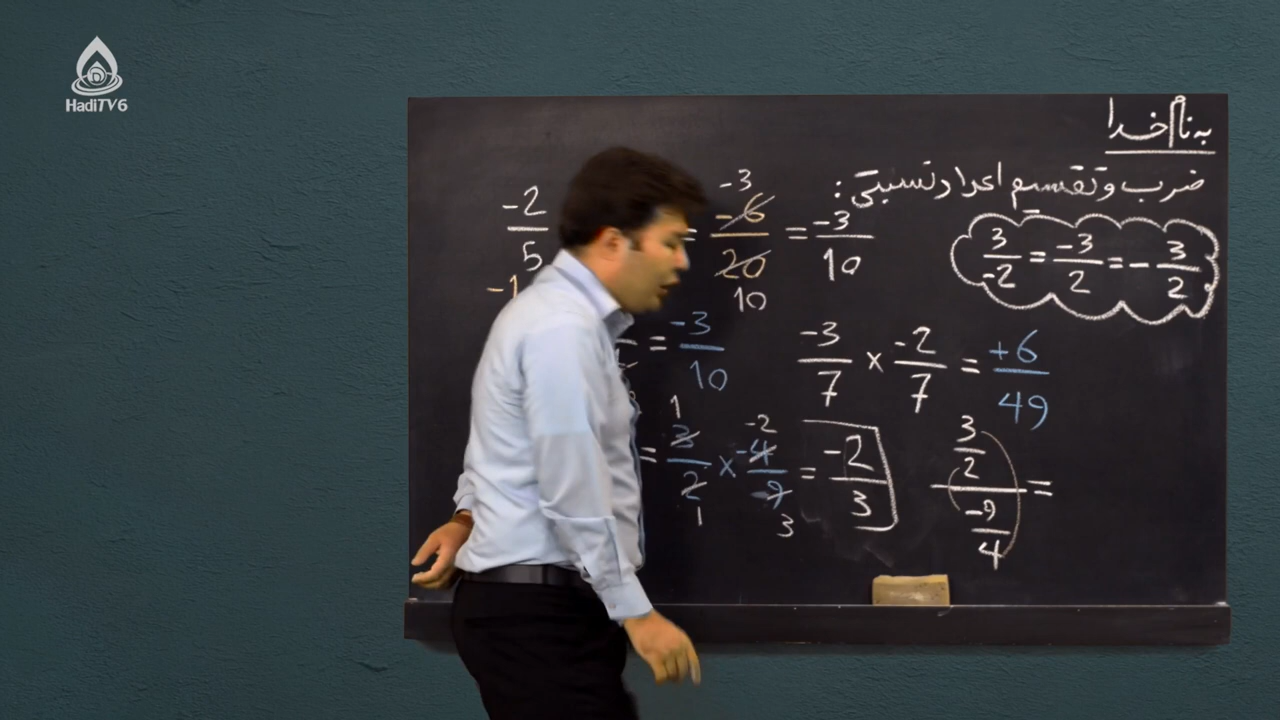 HadiTV6
به نام خدا
ضرب و تقسیم اعداد نسبتی :
3/-2 = -3/2 = - 3/2
-2/5
-3
= -6/20 = -3/10
10
-1
= -3/10
-3/7 × -2/7 = +6/49
1 -2
= 3/2 × -4/9 = -2/3
1 3
3/2 / -9/4 =